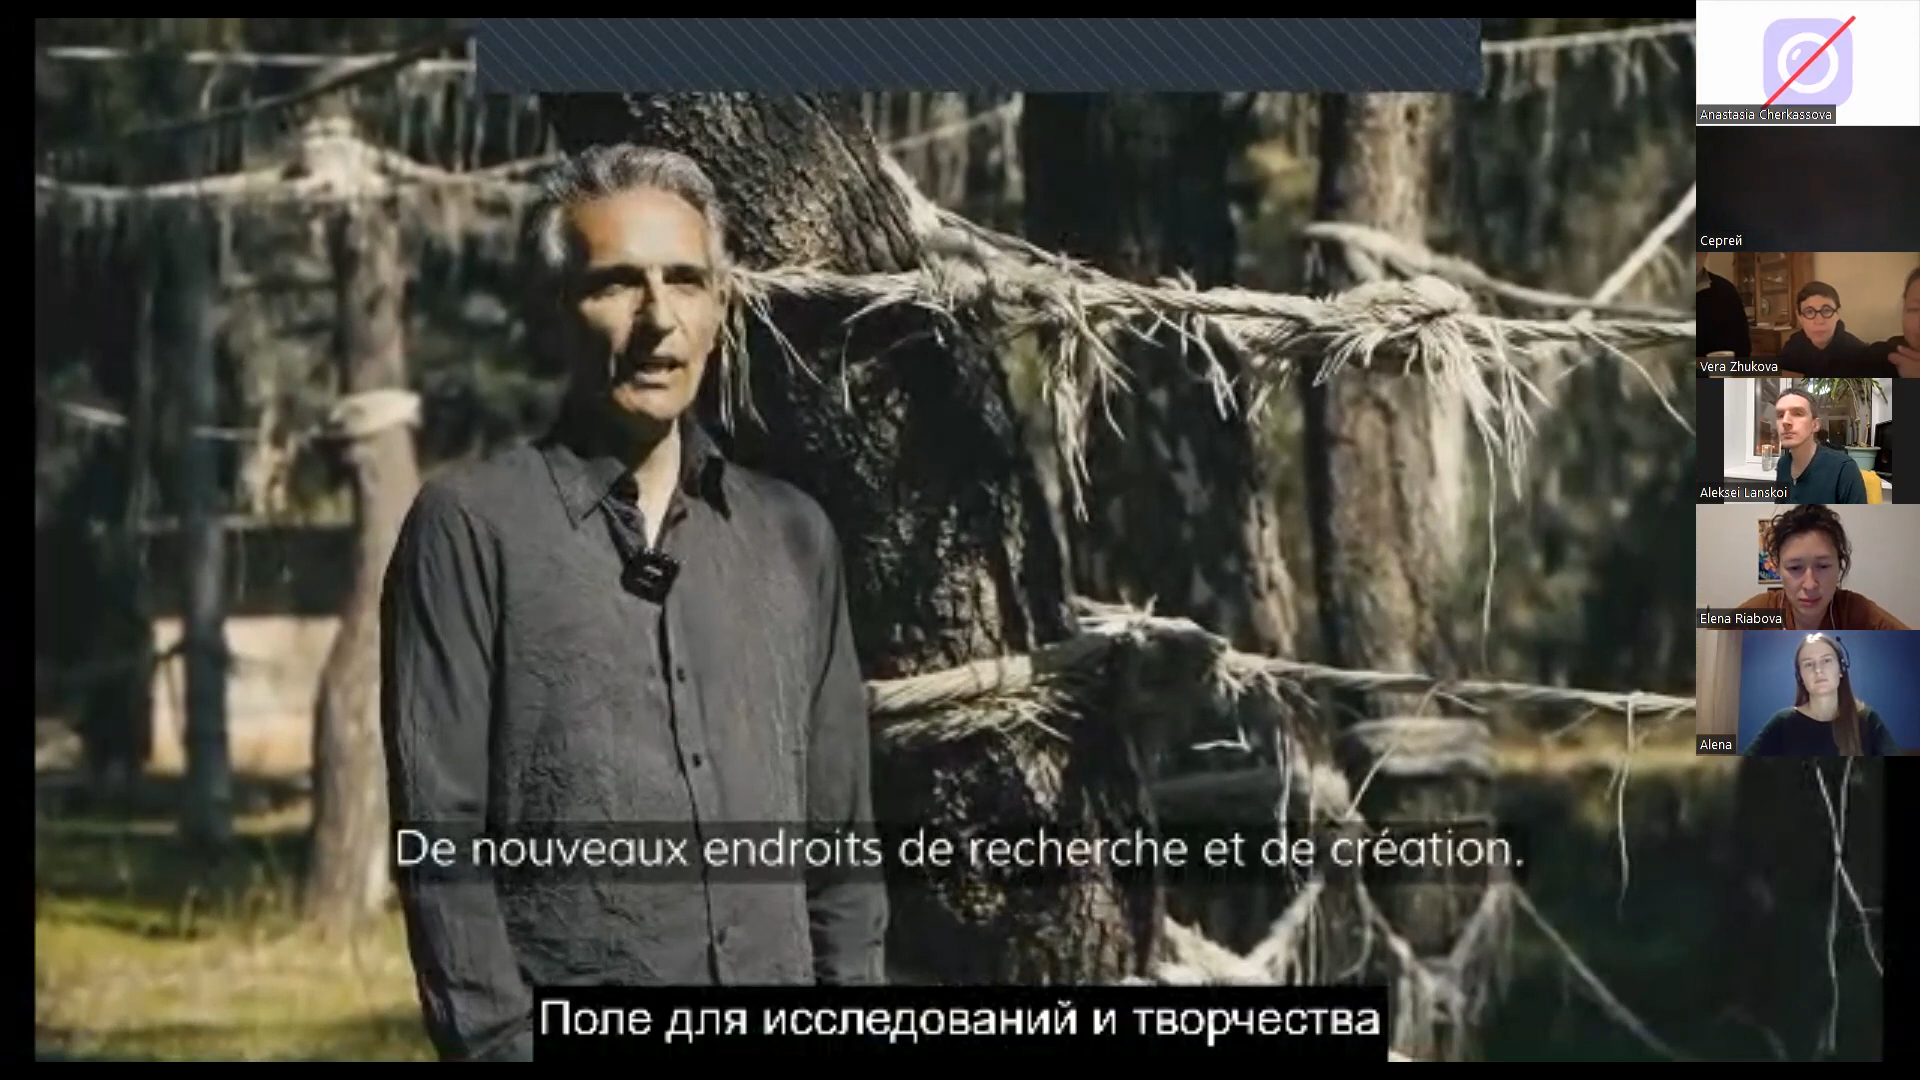 De nouveaux endroits de recherche et de création.
Поле для исследований и творчества
Anastasia Cherkassova
Сергей
Vera Zhukova
Aleksei Lanskoi
Elena Riabova
Alena